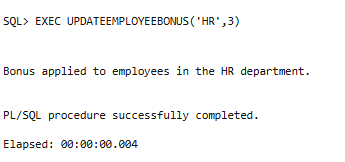 SQL> EXEC UPDATEEMPLOYEEBONUS('HR',3)
Bonus applied to employees in the HR department.
PL/SQL procedure successfully completed.
Elapsed: 00:00:00.004